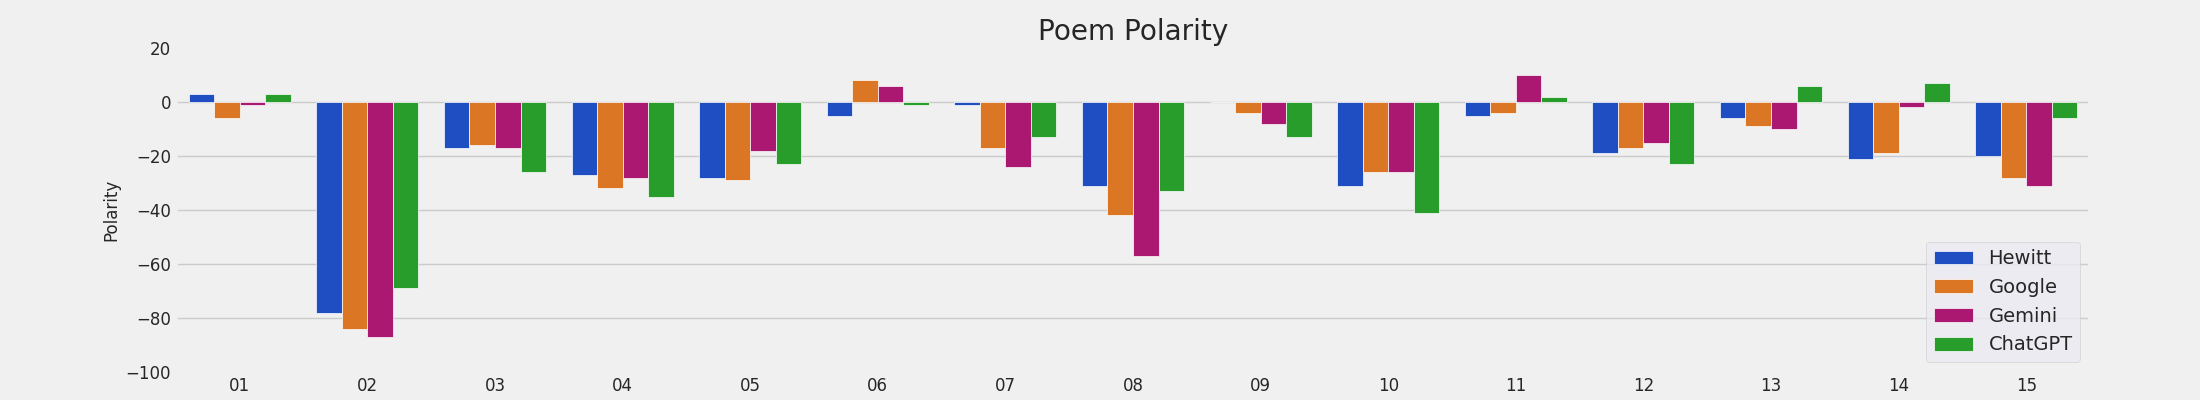 Poem Polarity
20
0
−20
−40
−60
−80
−100
Polarity
01 02 03 04 05 06 07 08 09 10 11 12 13 14 15
Hewitt
Google
Gemini
ChatGPT